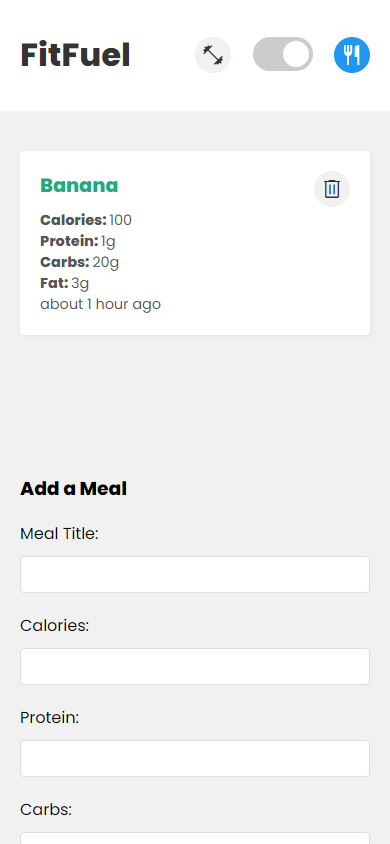 FitFuel
Banana
Calories: 100
Protein: 1g
Carbs: 20g
Fat: 3g
about 1 hour ago
Add a Meal
Meal Title:
Calories:
Protein:
Carbs: